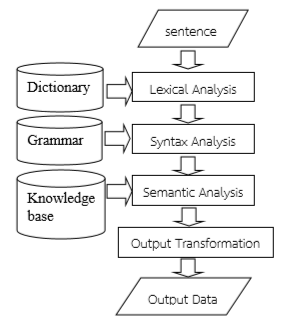 sentence
Dictionary
Lexical Analysis
Grammar
Syntax Analysis
Knowledge
base
Semantic Analysis
Output Transformation
Output Data